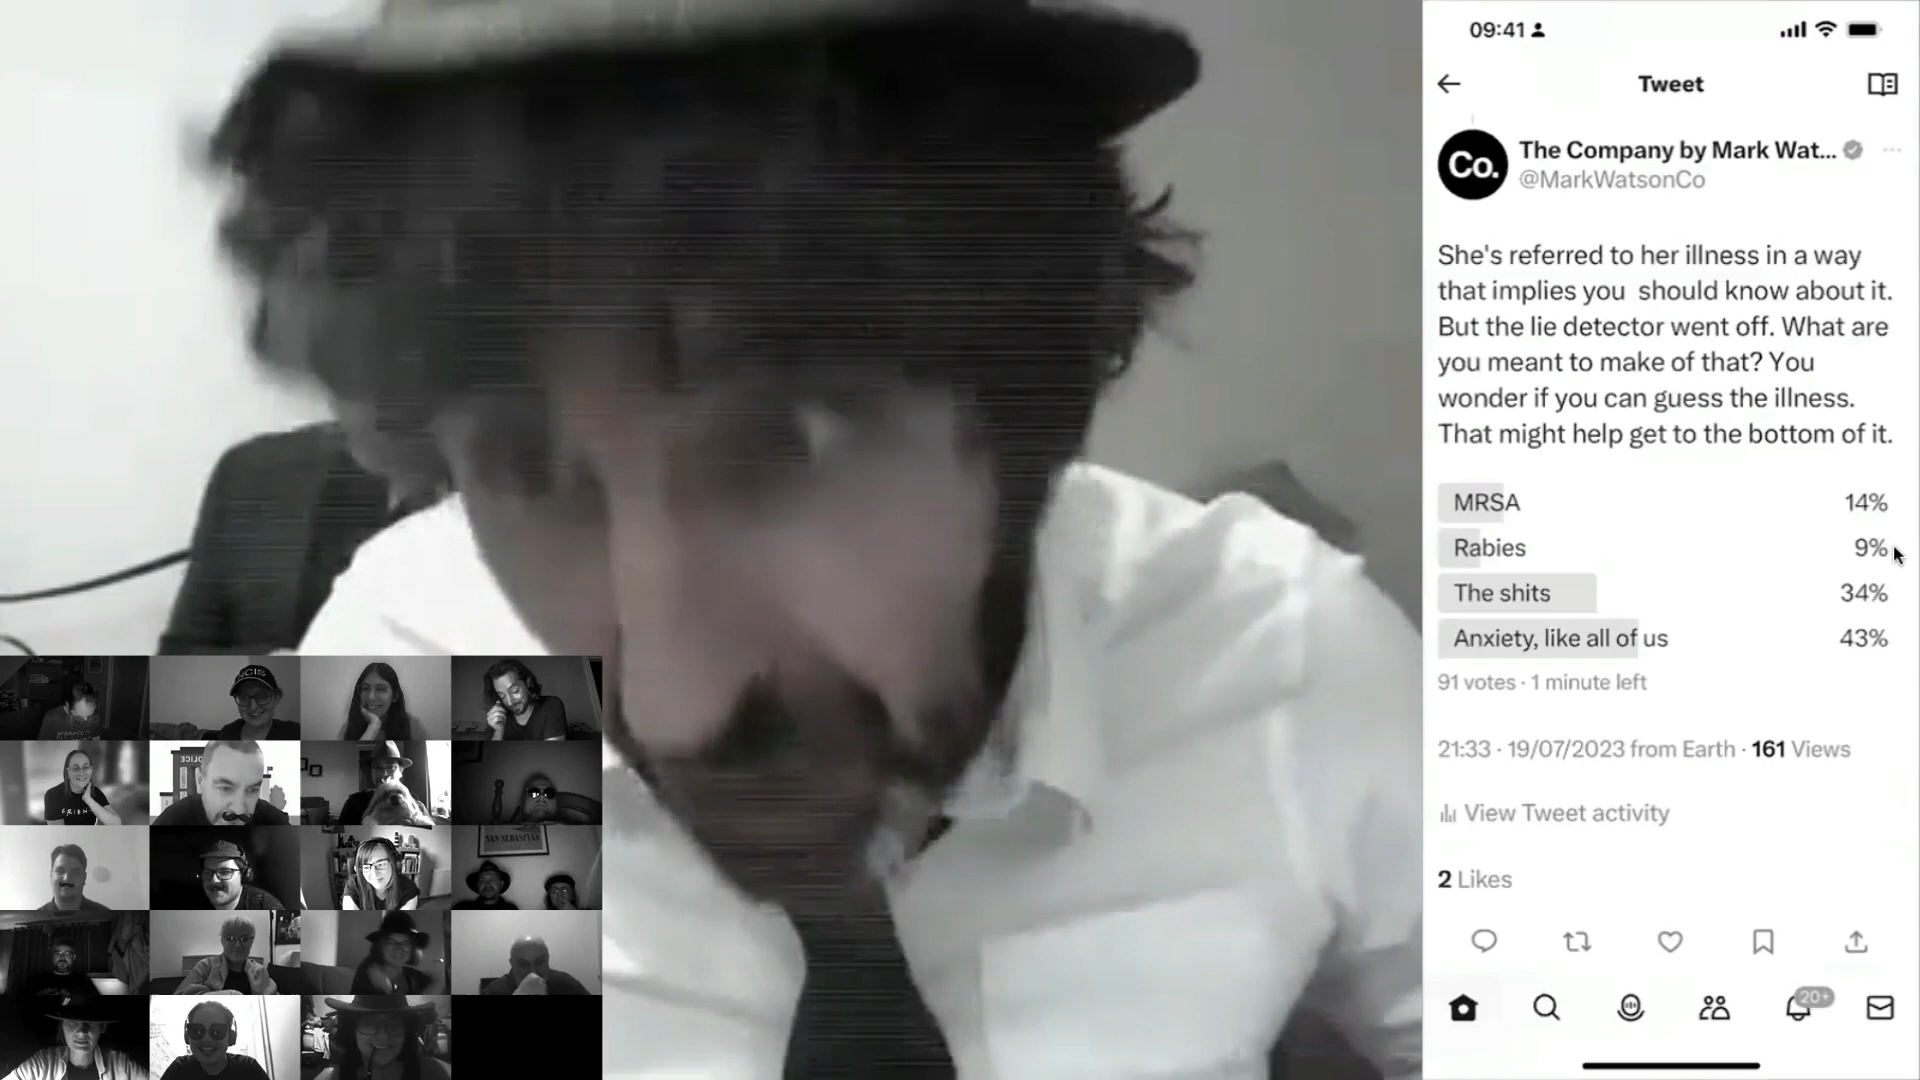 09:41
Tweet
Co.
The Company by Mark Wat...
@MarkWatsonCo
She's referred to her illness in a way
that implies you  should know about it.
But the lie detector went off. What are
you meant to make of that? You
wonder if you can guess the illness.
That might help get to the bottom of it.
MRSA 14%
Rabies 9%
The shits 34%
Anxiety, like all of us 43%
91 votes · 1 minute left
21:33 · 19/07/2023 from Earth · 161 Views
View Tweet activity
2 Likes
20+
NCIS
SAN SEBASTIAN